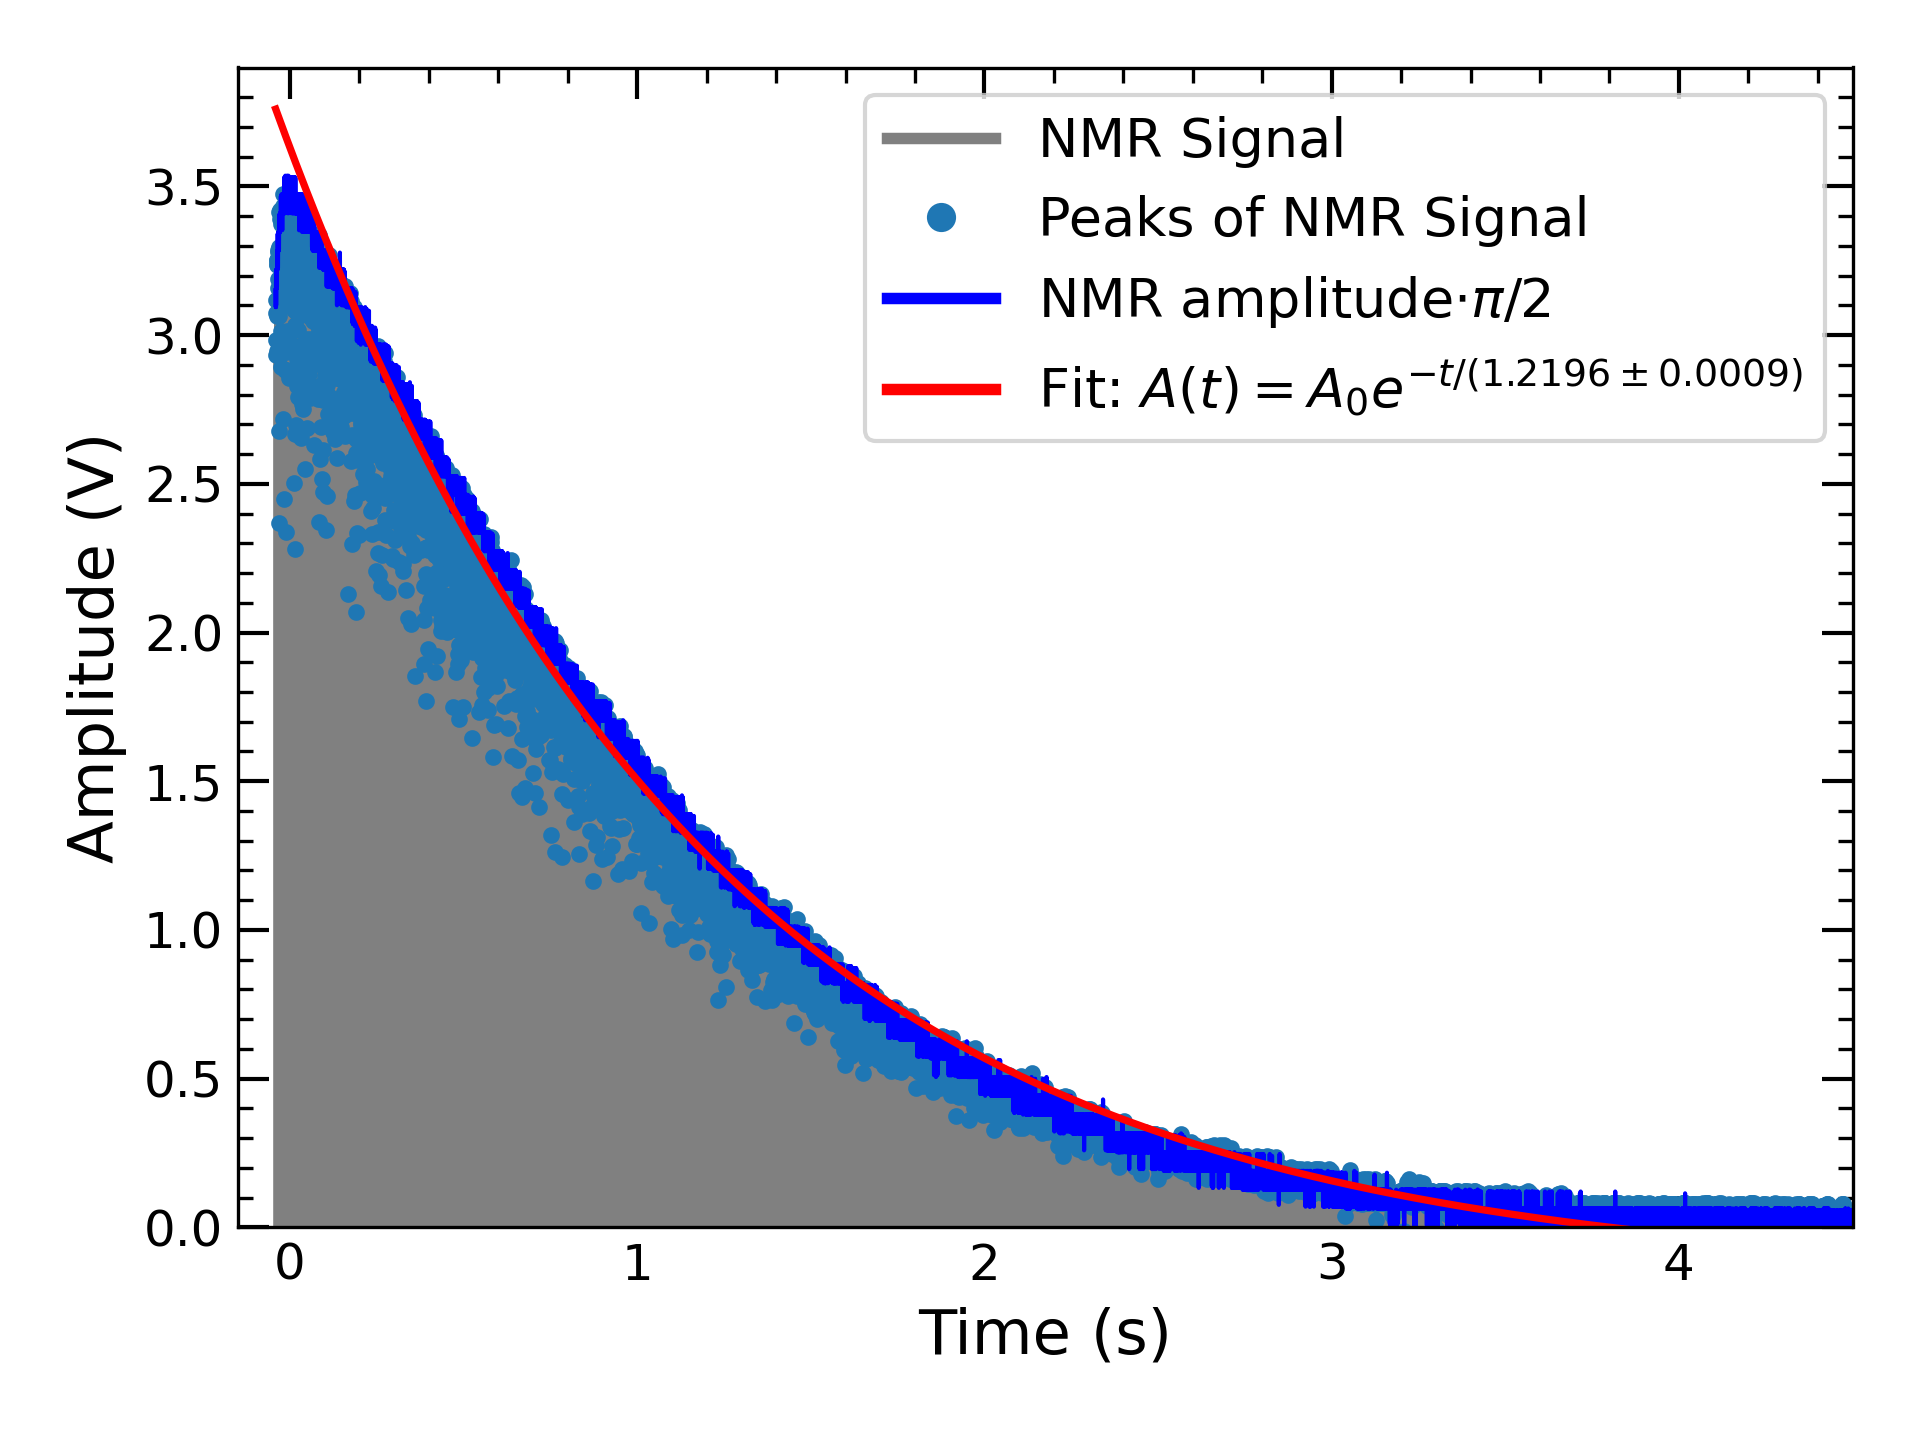 NMR Signal
Peaks of NMR Signal
NMR amplitude·π/2
Fit: A(t) = A₀e^{−t/(1.2196 ± 0.0009)}
Amplitude (V)
3.5
3.0
2.5
2.0
1.5
1.0
0.5
0.0
0 1 2 3 4
Time (s)